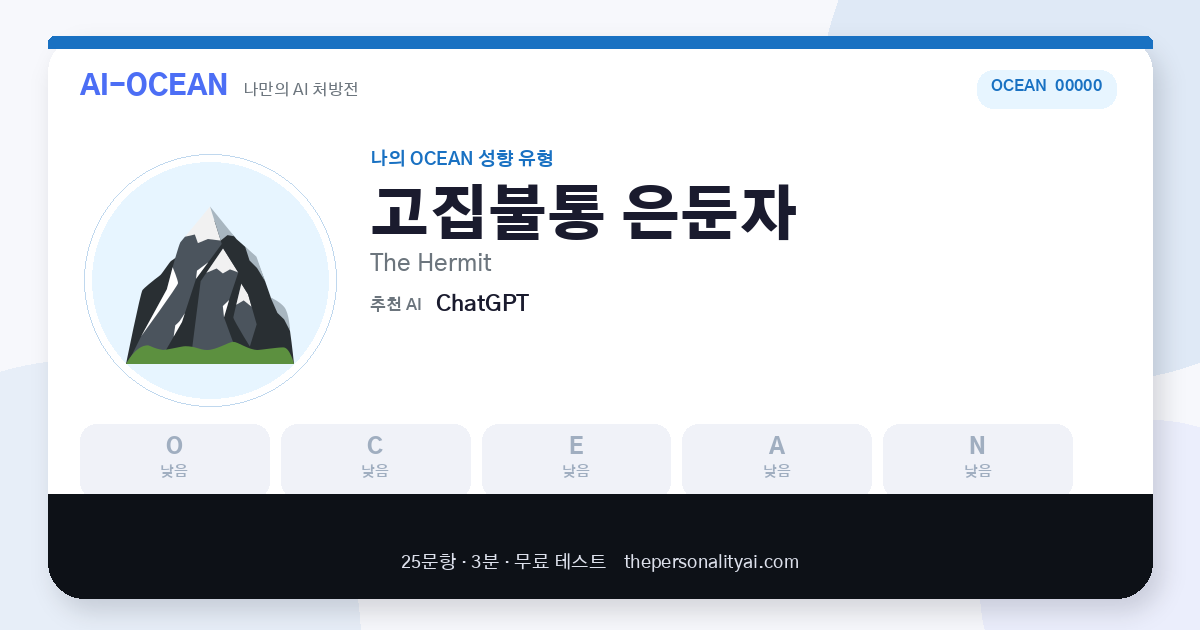 AI-OCEAN 나만의 AI 처방전
OCEAN 00000
나의 OCEAN 성향 유형
고집불통 은둔자
The Hermit
추천 AI ChatGPT
O
낮음
C
낮음
E
낮음
A
낮음
N
낮음
25문항 · 3분 · 무료 테스트 thepersonalityai.com